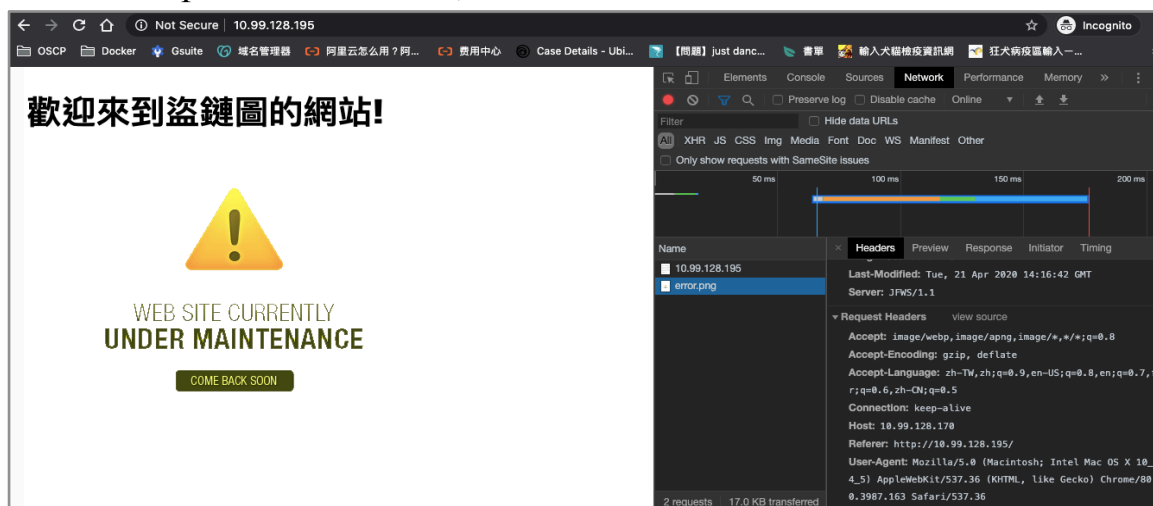 Not Secure | 10.99.128.195 Incognito
OSCP Docker Gsuite 域名管理器 阿里云怎么用？阿... 费用中心 Case Details - Ubi... 【問題】just danc... 書單 輸入犬貓檢疫資訊網 狂犬病疫區輸入一...
歡迎來到盜鏈圖的網站!
WEB SITE CURRENTLY
UNDER MAINTENANCE
COME BACK SOON
Elements Console Sources Network Performance Memory »
Preserve log Disable cache Online
Filter Hide data URLs
All XHR JS CSS Img Media Font Doc WS Manifest Other
Only show requests with SameSite issues
50 ms 100 ms 150 ms 200 ms
Name
10.99.128.195
error.png
× Headers Preview Response Initiator Timing
Last-Modified: Tue, 21 Apr 2020 14:16:42 GMT
Server: JFWS/1.1
Request Headers view source
Accept: image/webp,image/apng,image/*,*/*;q=0.8
Accept-Encoding: gzip, deflate
Accept-Language: zh-TW,zh;q=0.9,en-US;q=0.8,en;q=0.7,
r;q=0.6,zh-CN;q=0.5
Connection: keep-alive
Host: 10.99.128.170
Referer: http://10.99.128.195/
User-Agent: Mozilla/5.0 (Macintosh; Intel Mac OS X 10_
4_5) AppleWebKit/537.36 (KHTML, like Gecko) Chrome/80
0.3987.163 Safari/537.36
2 requests 17.0 KB transferred